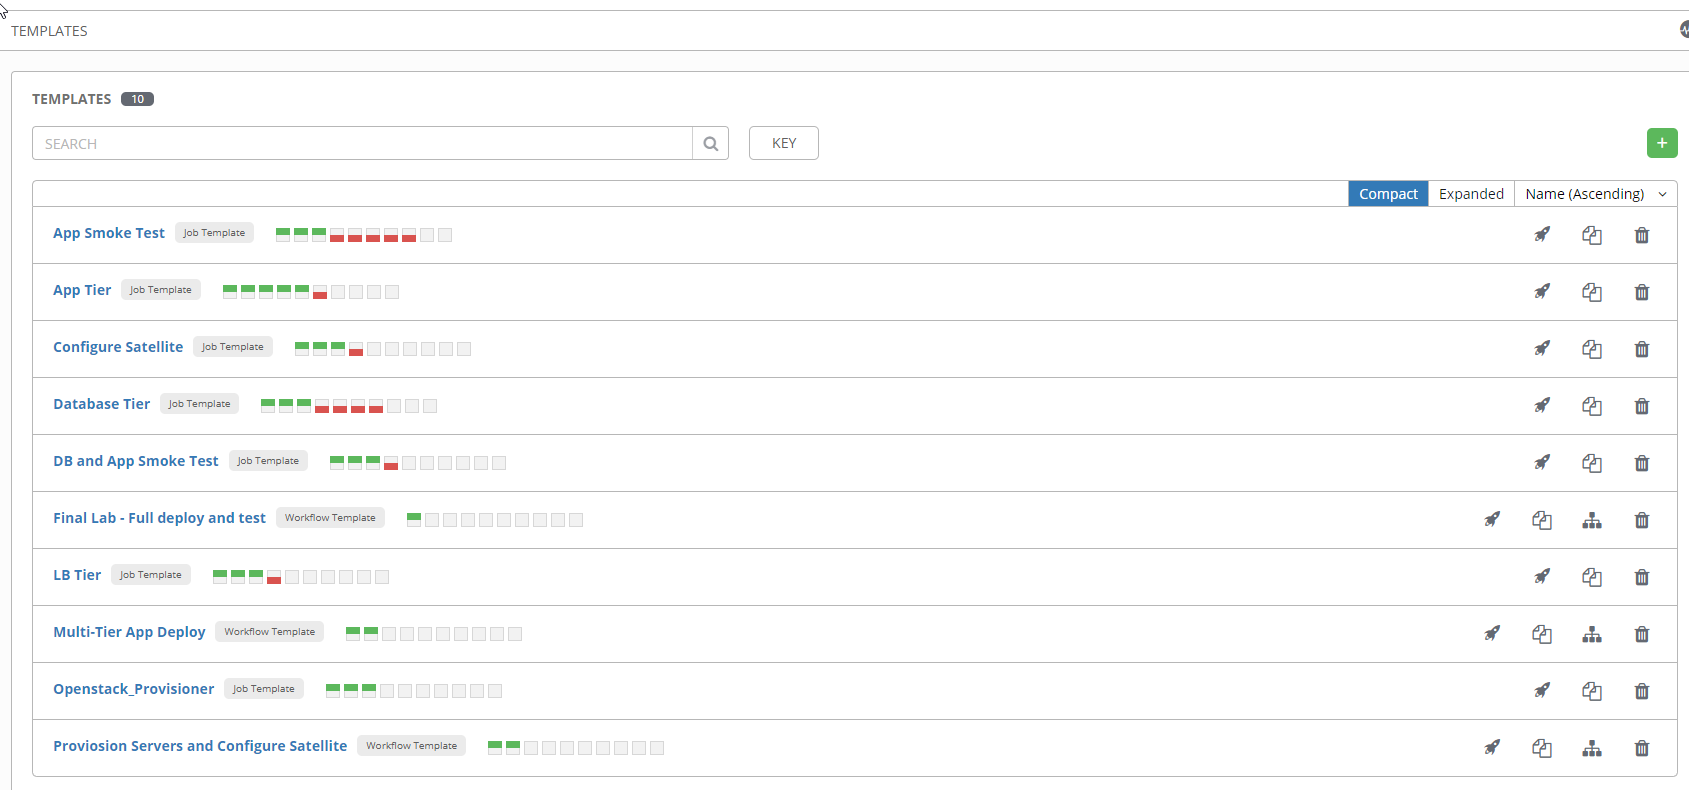 TEMPLATES
TEMPLATES 10
SEARCH KEY +
Compact Expanded Name (Ascending)
App Smoke Test Job Template
App Tier Job Template
Configure Satellite Job Template
Database Tier Job Template
DB and App Smoke Test Job Template
Final Lab - Full deploy and test Workflow Template
LB Tier Job Template
Multi-Tier App Deploy Workflow Template
Openstack_Provisioner Job Template
Proviosion Servers and Configure Satellite Workflow Template